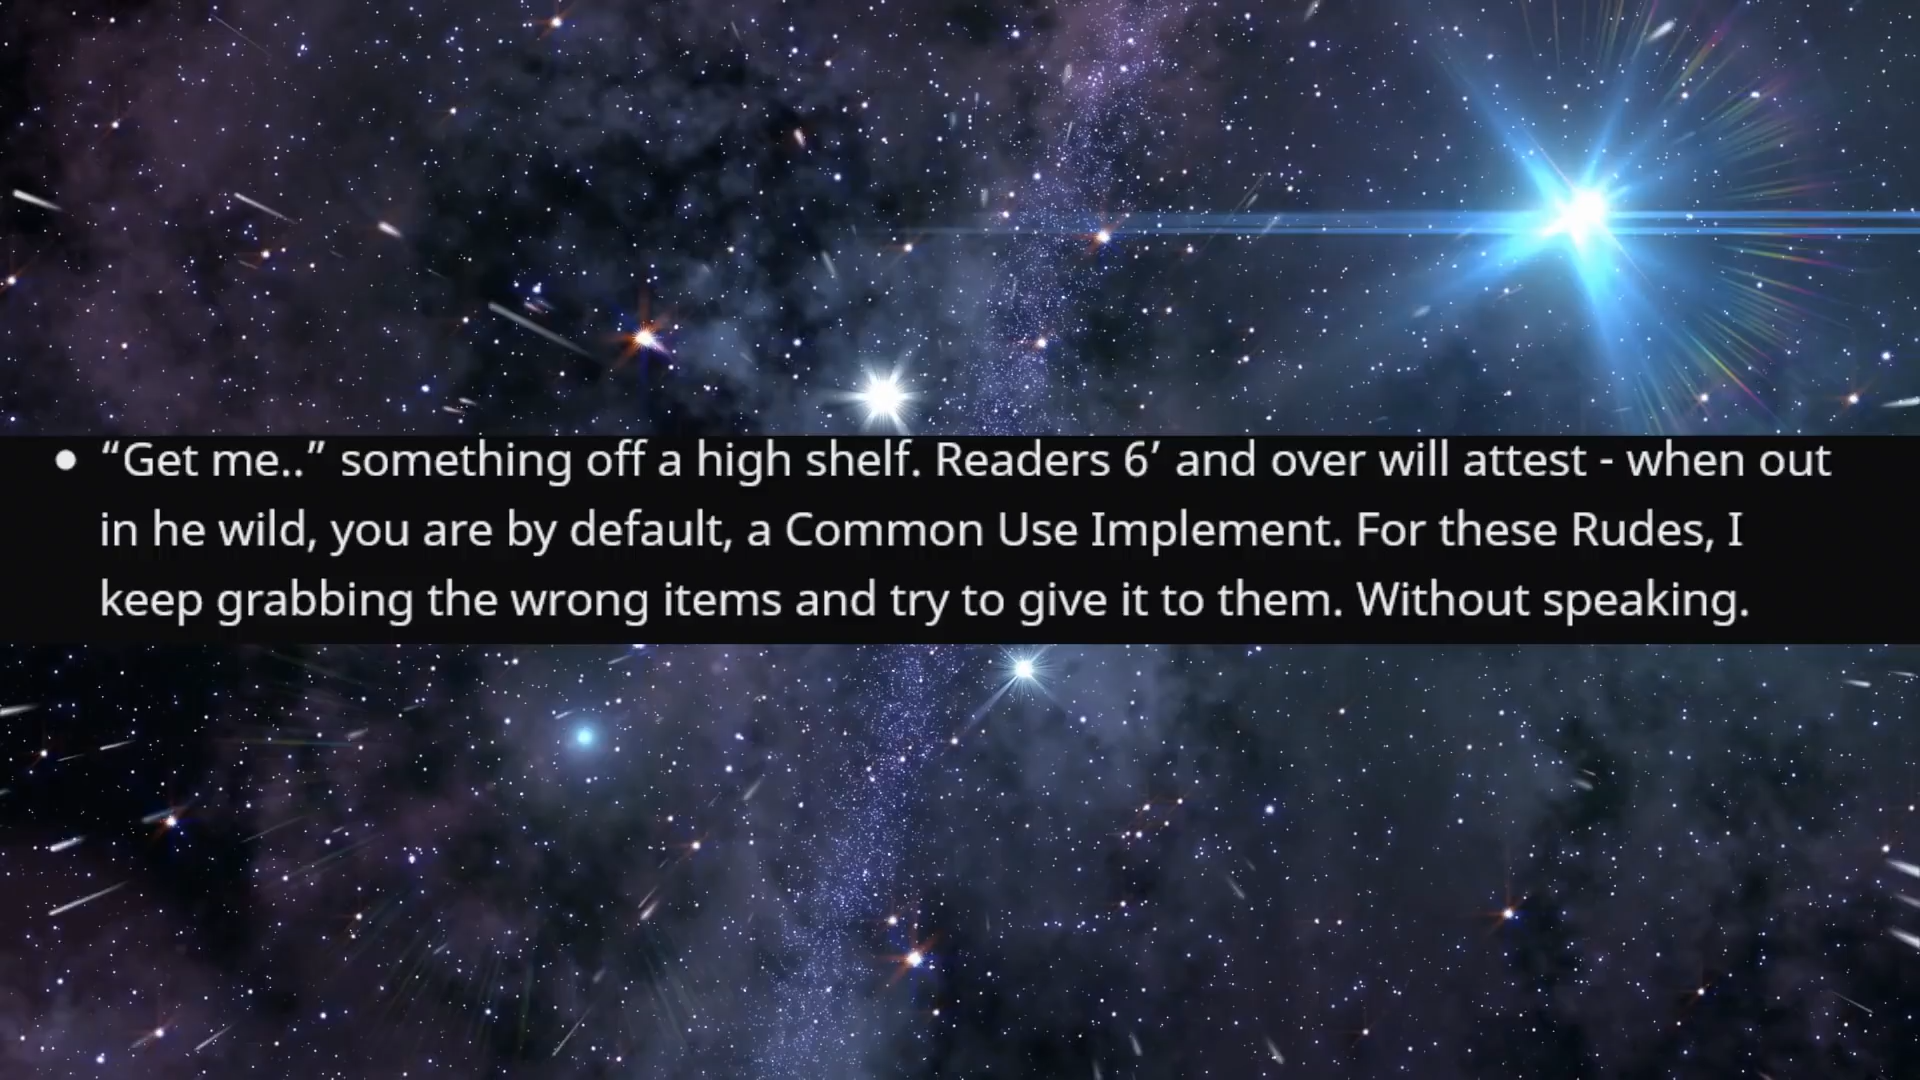 • “Get me..” something off a high shelf. Readers 6’ and over will attest - when out
in he wild, you are by default, a Common Use Implement. For these Rudes, I
keep grabbing the wrong items and try to give it to them. Without speaking.